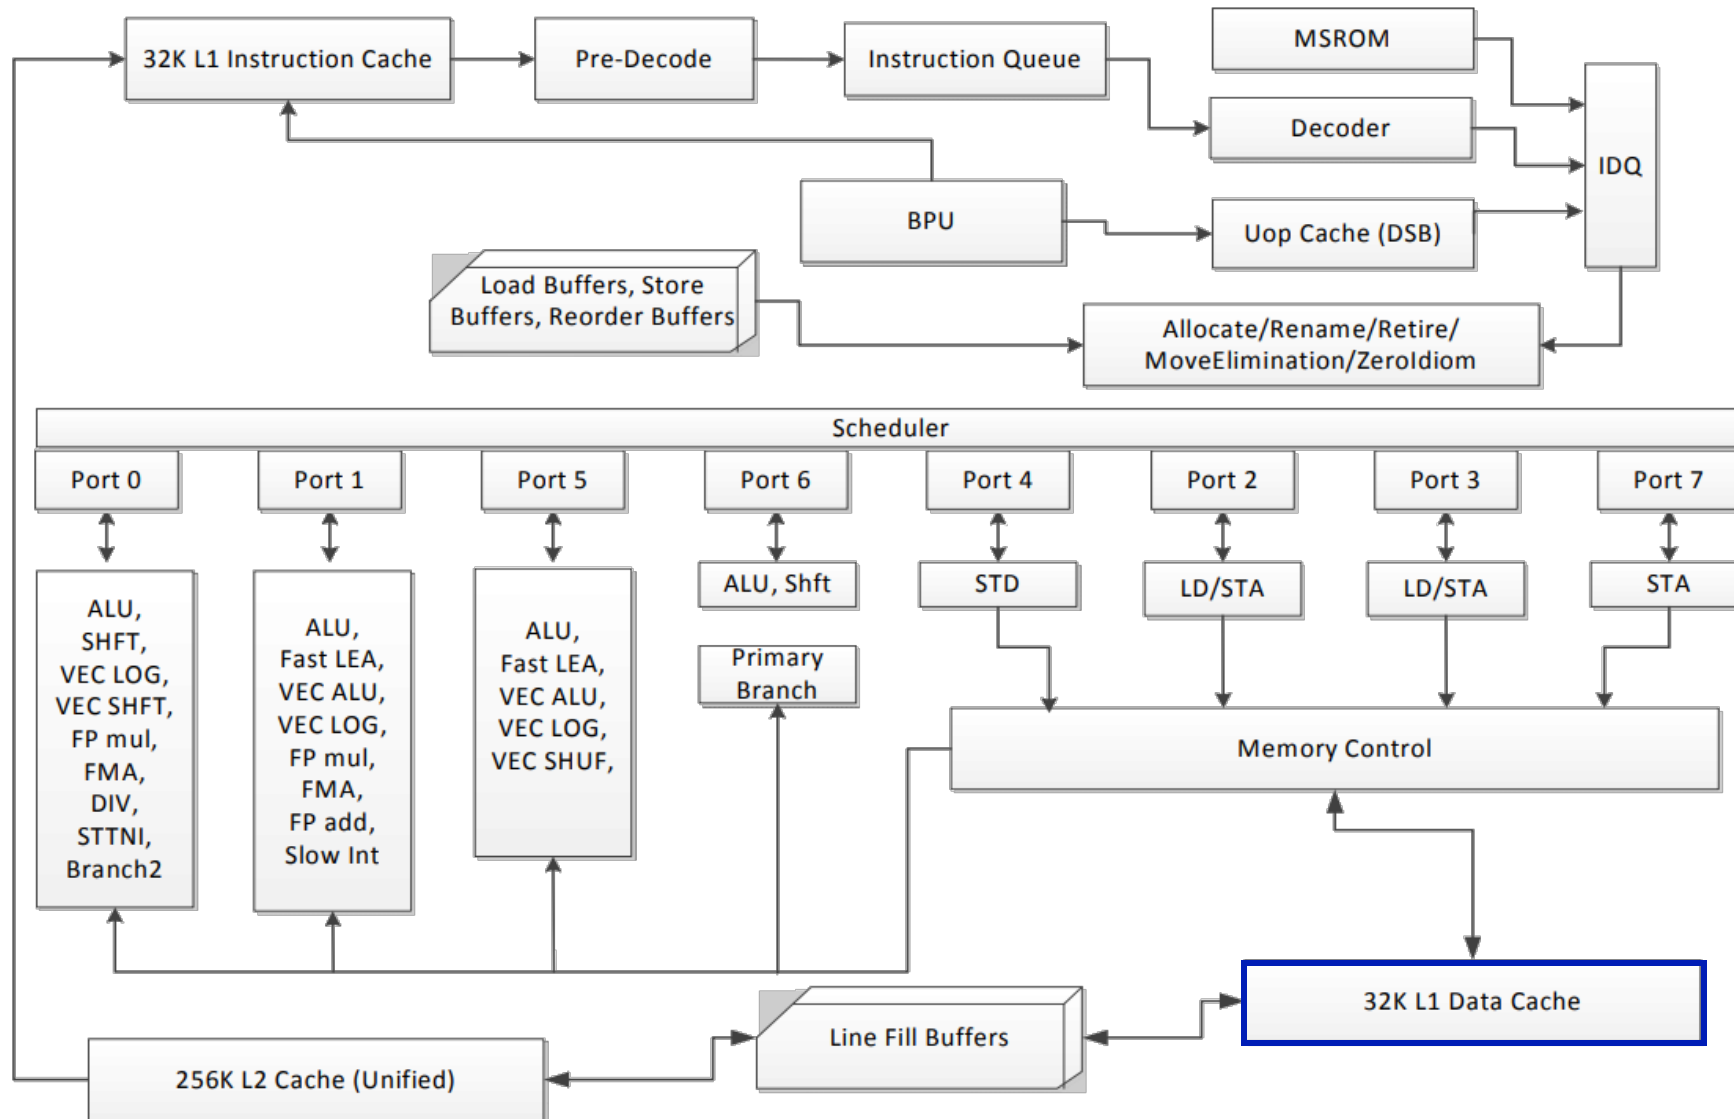 32K L1 Instruction Cache
Pre-Decode
Instruction Queue
MSROM
Decoder
IDQ
BPU
Uop Cache (DSB)
Load Buffers, Store
Buffers, Reorder Buffers
Allocate/Rename/Retire/
MoveElimination/ZeroIdiom
Scheduler
Port 0
Port 1
Port 5
Port 6
Port 4
Port 2
Port 3
Port 7
ALU,
SHFT,
VEC LOG,
VEC SHFT,
FP mul,
FMA,
DIV,
STTNI,
Branch2
ALU,
Fast LEA,
VEC ALU,
VEC LOG,
FP mul,
FMA,
FP add,
Slow Int
ALU,
Fast LEA,
VEC ALU,
VEC LOG,
VEC SHUF,
ALU, Shft
Primary
Branch
STD
LD/STA
LD/STA
STA
Memory Control
32K L1 Data Cache
Line Fill Buffers
256K L2 Cache (Unified)